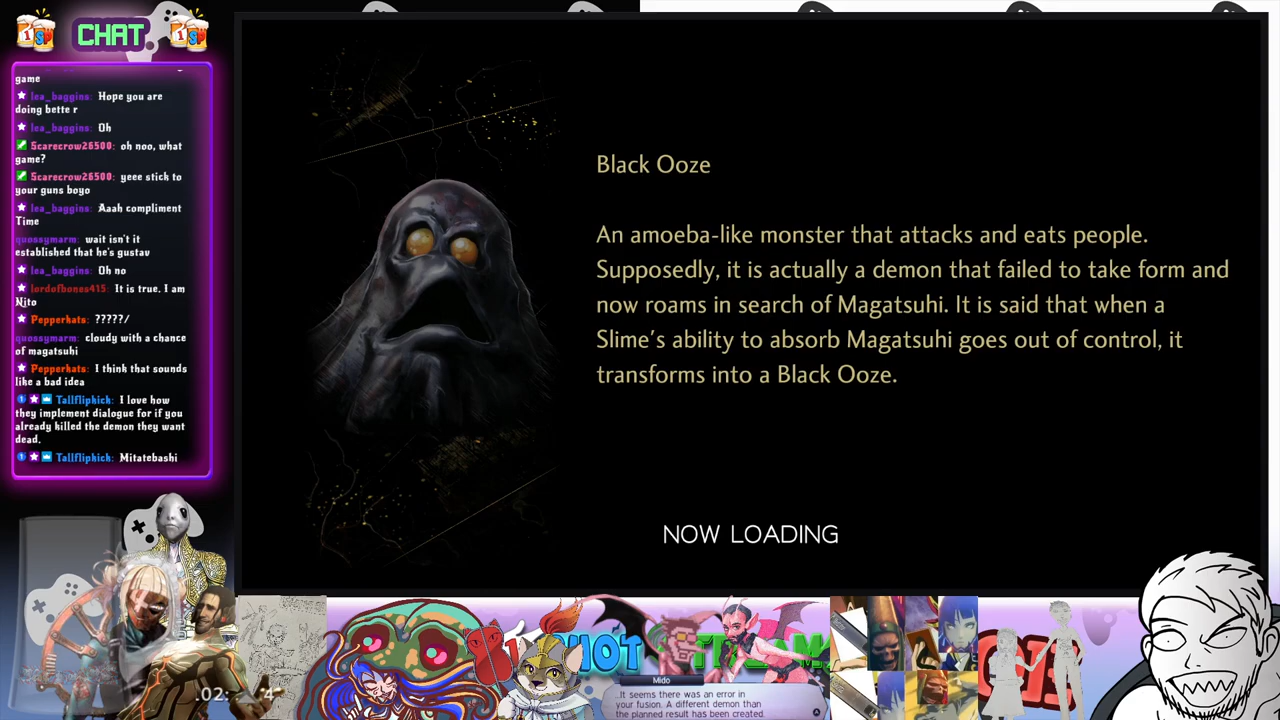 1 SP
CHAT
1 SP
game
lea_baggins: Hope you are
doing bette r
lea_baggins: Oh
Scarecrow26500: oh noo, what
game?
Scarecrow26500: yeee stick to
your guns boyo
lea_baggins: Aaah compliment
Time
quossymarm: wait isn't it
established that he's gustav
lea_baggins: Oh no
lordofbones415: It is true. I am
Nito
Pepperkats: ?????/
quossymarm: cloudy with a chance
of magatsuhi
Pepperkats: I think that sounds
like a bad idea
Tallflipkick: I love how
they implement dialogue for if you
already killed the demon they want
dead.
Tallflipkick: Mitatebashi
Black Ooze
An amoeba-like monster that attacks and eats people.
Supposedly, it is actually a demon that failed to take form and
now roams in search of Magatsuhi. It is said that when a
Slime's ability to absorb Magatsuhi goes out of control, it
transforms into a Black Ooze.
NOW LOADING
Mido
...It seems there was an error in
your fusion. A different demon than
the planned result has been created.